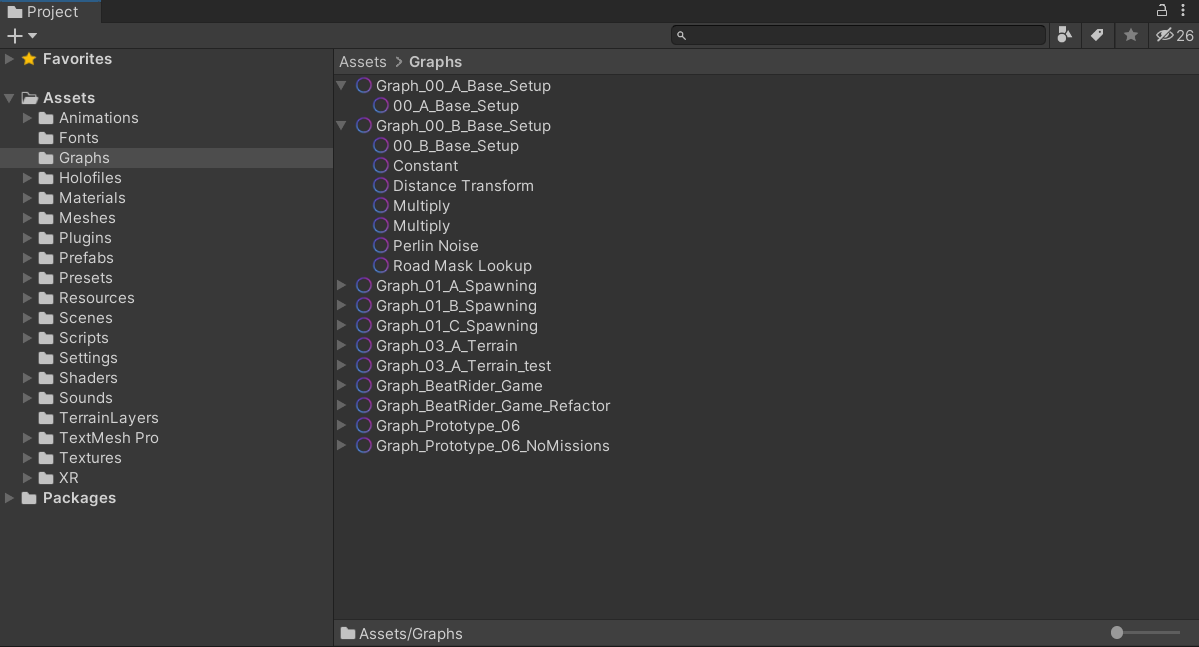 Project
26
Favorites
Assets
Animations
Fonts
Graphs
Holofiles
Materials
Meshes
Plugins
Prefabs
Presets
Resources
Scenes
Scripts
Settings
Shaders
Sounds
TerrainLayers
TextMesh Pro
Textures
XR
Packages
Assets > Graphs
Graph_00_A_Base_Setup
00_A_Base_Setup
Graph_00_B_Base_Setup
00_B_Base_Setup
Constant
Distance Transform
Multiply
Multiply
Perlin Noise
Road Mask Lookup
Graph_01_A_Spawning
Graph_01_B_Spawning
Graph_01_C_Spawning
Graph_03_A_Terrain
Graph_03_A_Terrain_test
Graph_BeatRider_Game
Graph_BeatRider_Game_Refactor
Graph_Prototype_06
Graph_Prototype_06_NoMissions
Assets/Graphs